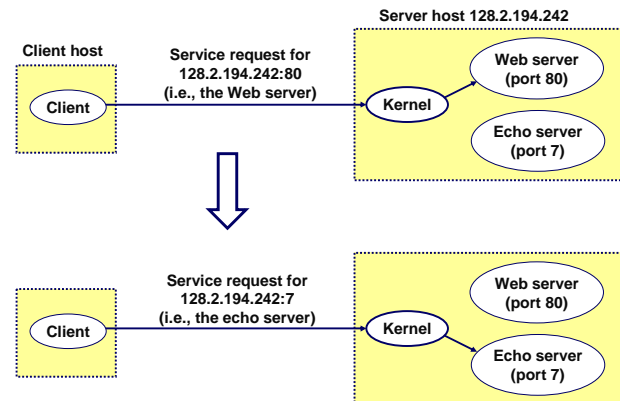 Server host 128.2.194.242
Client host
Service request for
128.2.194.242:80
(i.e., the Web server)
Client
Kernel
Web server
(port 80)
Echo server
(port 7)
Service request for
128.2.194.242:7
(i.e., the echo server)
Client
Kernel
Web server
(port 80)
Echo server
(port 7)